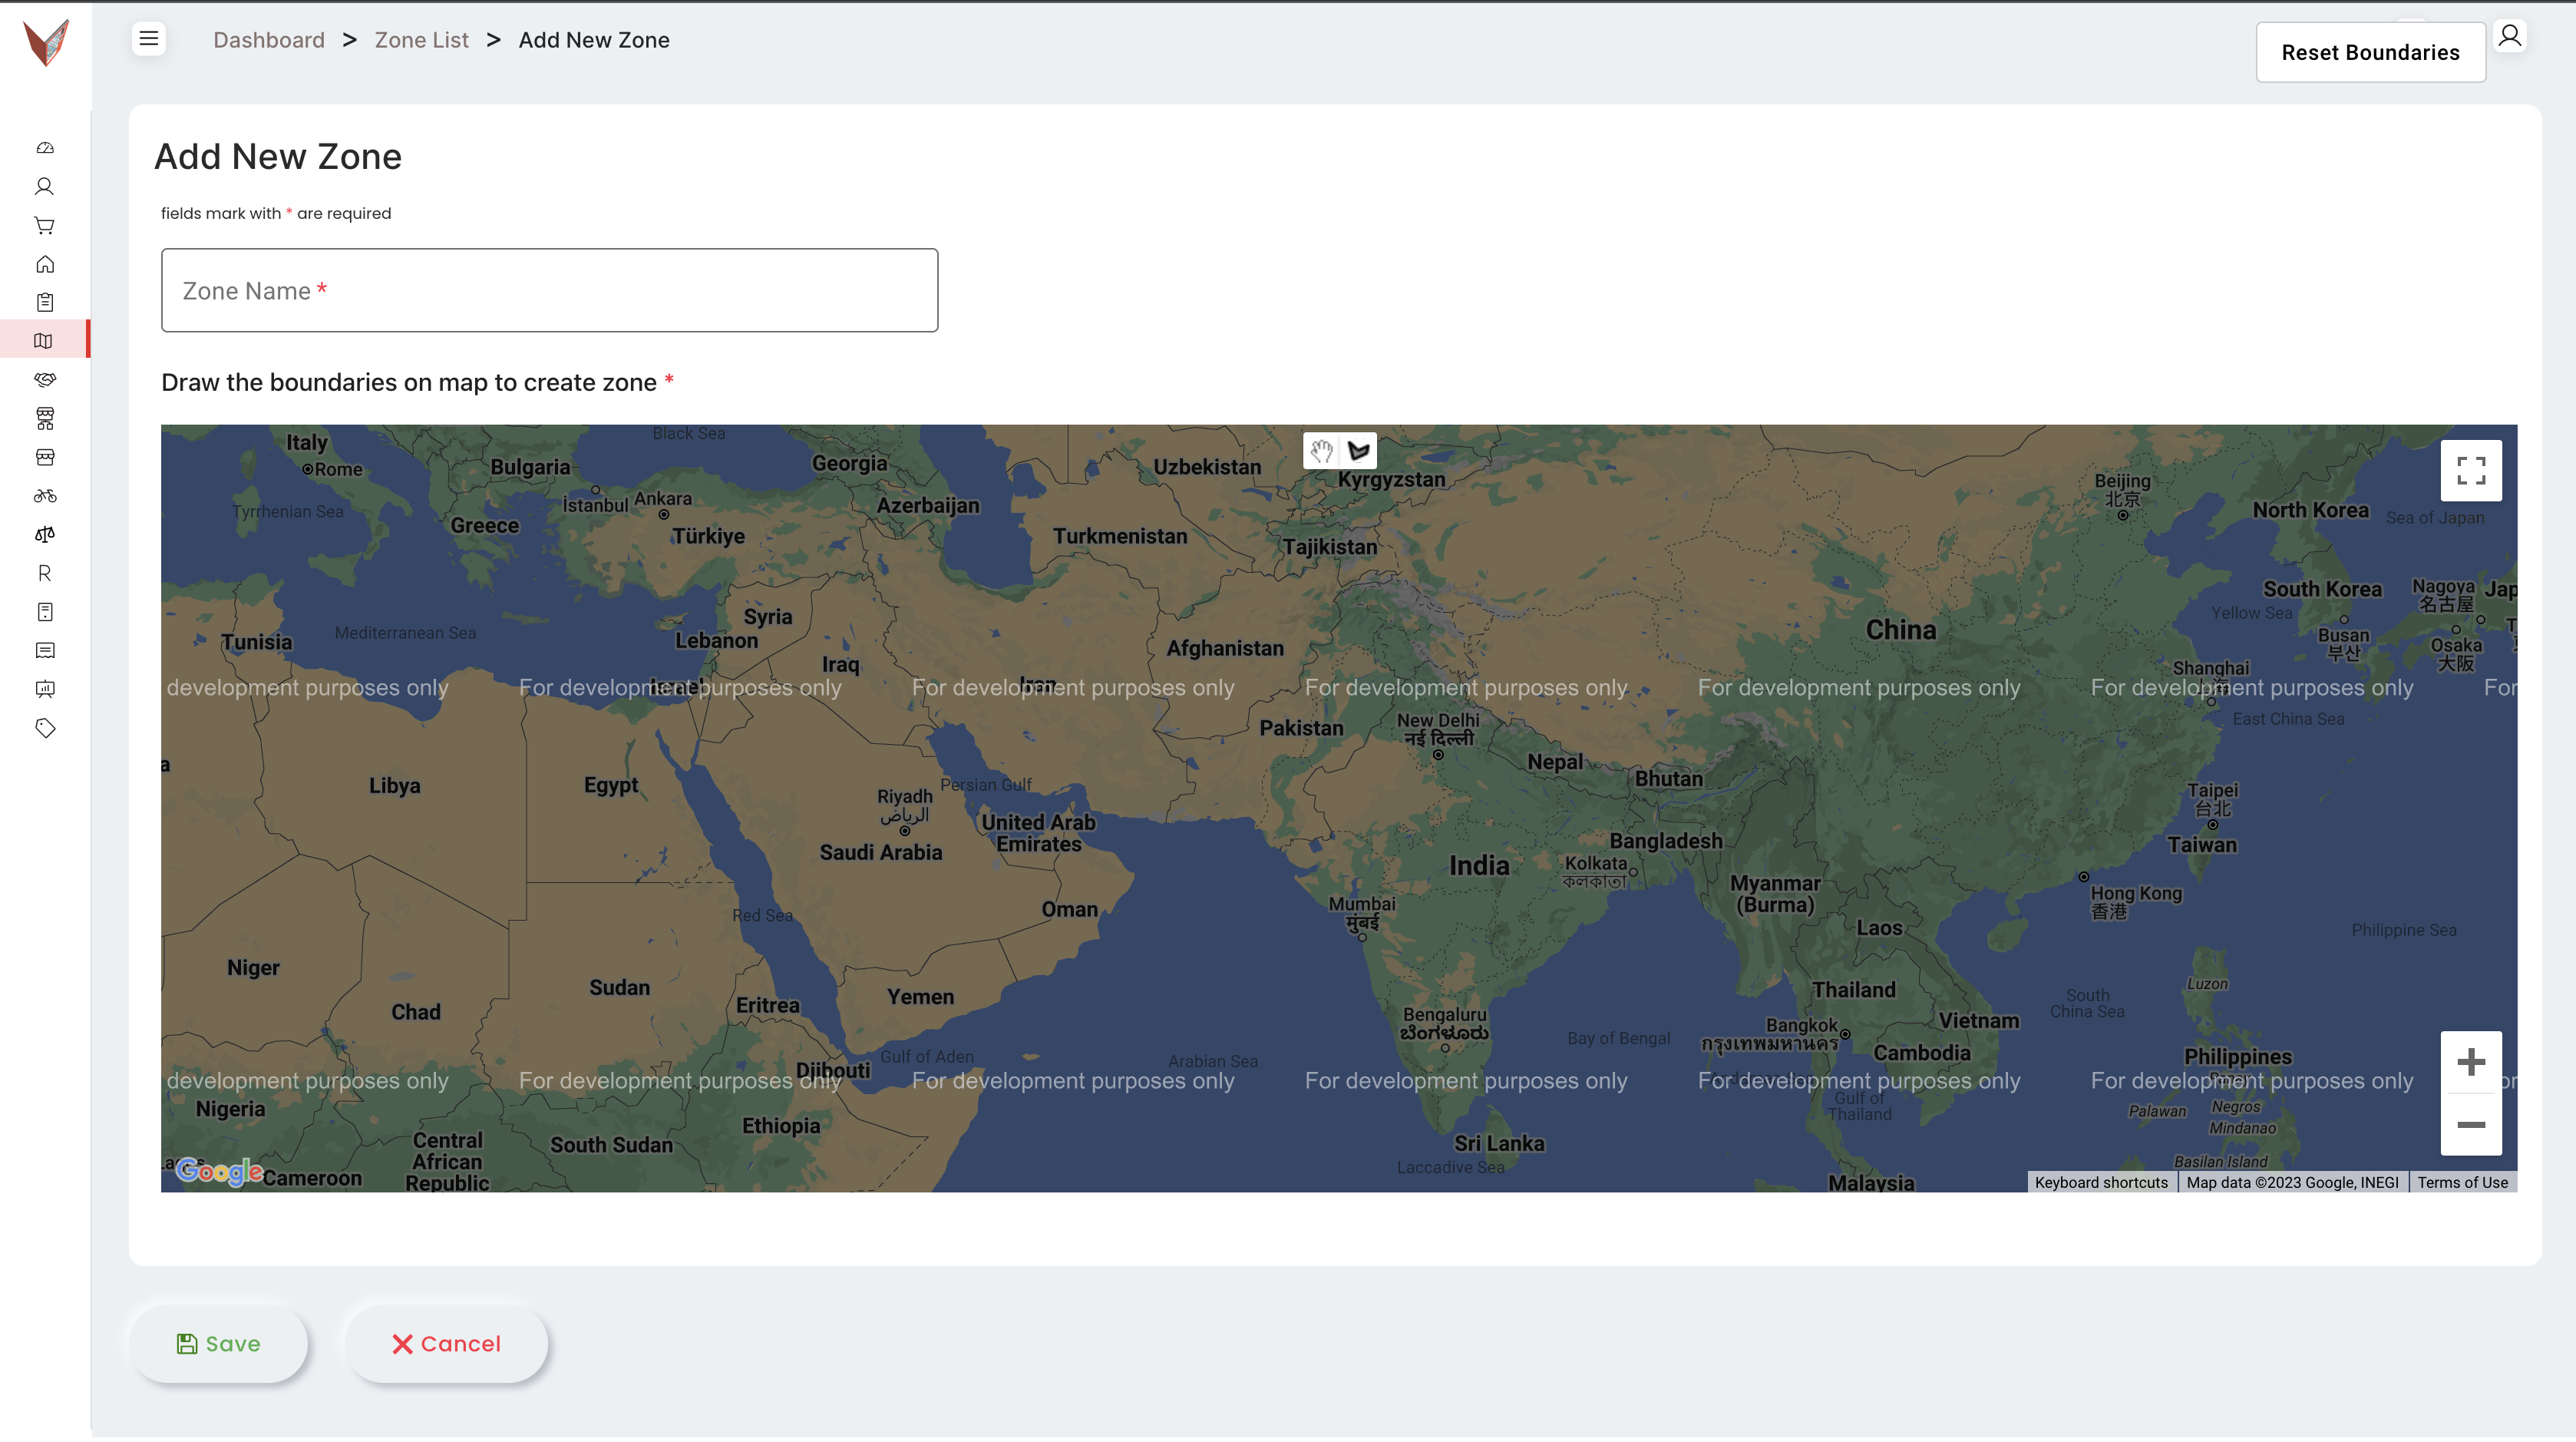 Dashboard > Zone List > Add New Zone
Reset Boundaries
Add New Zone
fields mark with * are required
Zone Name *
Draw the boundaries on map to create zone *
Black Sea
Italy
Rome
Bulgaria
Georgia
Uzbekistan
Kyrgyzstan
Beijing
北京
İstanbul
Ankara
Azerbaijan
North Korea
Sea of Japan
Tyrrhenian Sea
Greece
Türkiye
Turkmenistan
Tajikistan
South Korea
Nagoya
名古屋
Jap
Syria
Yellow Sea
Tunisia
Mediterranean Sea
Lebanon
Afghanistan
China
Busan
부산
Osaka
大阪
Iraq
Shanghai
上海
Israel
Iran
development purposes only
For development purposes only
For development purposes only
For development purposes only
For development purposes only
For development purposes only
For
Pakistan
New Delhi
नई दिल्ली
East China Sea
Nepal
Bhutan
Libya
Egypt
Persian Gulf
Riyadh
الرياض
Taipei
台北
United Arab
Emirates
Saudi Arabia
Bangladesh
Taiwan
India
Kolkata
কলকাতা
Myanmar
(Burma)
Hong Kong
香港
Mumbai
मुंबई
Oman
Red Sea
Laos
Philippine Sea
Niger
Sudan
Luzon
Thailand
Yemen
Eritrea
Chad
South
China Sea
Bengaluru
ಬೆಂಗಳೂರು
Vietnam
Bangkok
กรุงเทพมหานคร
Bay of Bengal
Cambodia
Gulf of Aden
Arabian Sea
Djibouti
Philippines
development purposes only
For development purposes only
For development purposes only
For development purposes only
For development purposes only
For development purposes only
or
Nigeria
Gulf of
Thailand
Palawan
Negros
Mindanao
Ethiopia
Central
African
Republic
South Sudan
Sri Lanka
Laccadive Sea
Basilan Island
Google
Cameroon
Malaysia
Keyboard shortcuts
Map data ©2023 Google, INEGI
Terms of Use
Save
Cancel